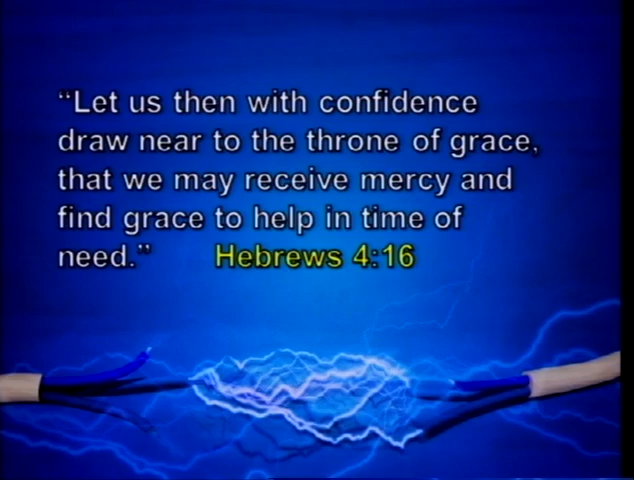 “Let us then with confidence
draw near to the throne of grace,
that we may receive mercy and
find grace to help in time of
need.” Hebrews 4:16